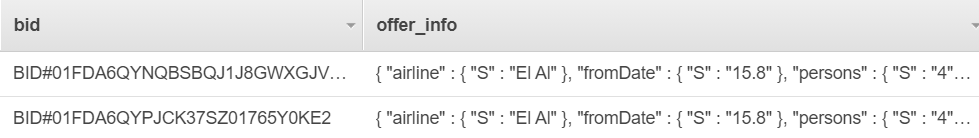 bid offer_info
BID#01FDA6QYNQBSBQJ1J8GWXGJV... { "airline" : { "S" : "El Al" }, "fromDate" : { "S" : "15.8" }, "persons" : { "S" : "4"...
BID#01FDA6QYPJCK37SZ01765Y0KE2 { "airline" : { "S" : "El Al" }, "fromDate" : { "S" : "15.8" }, "persons" : { "S" : "4"...